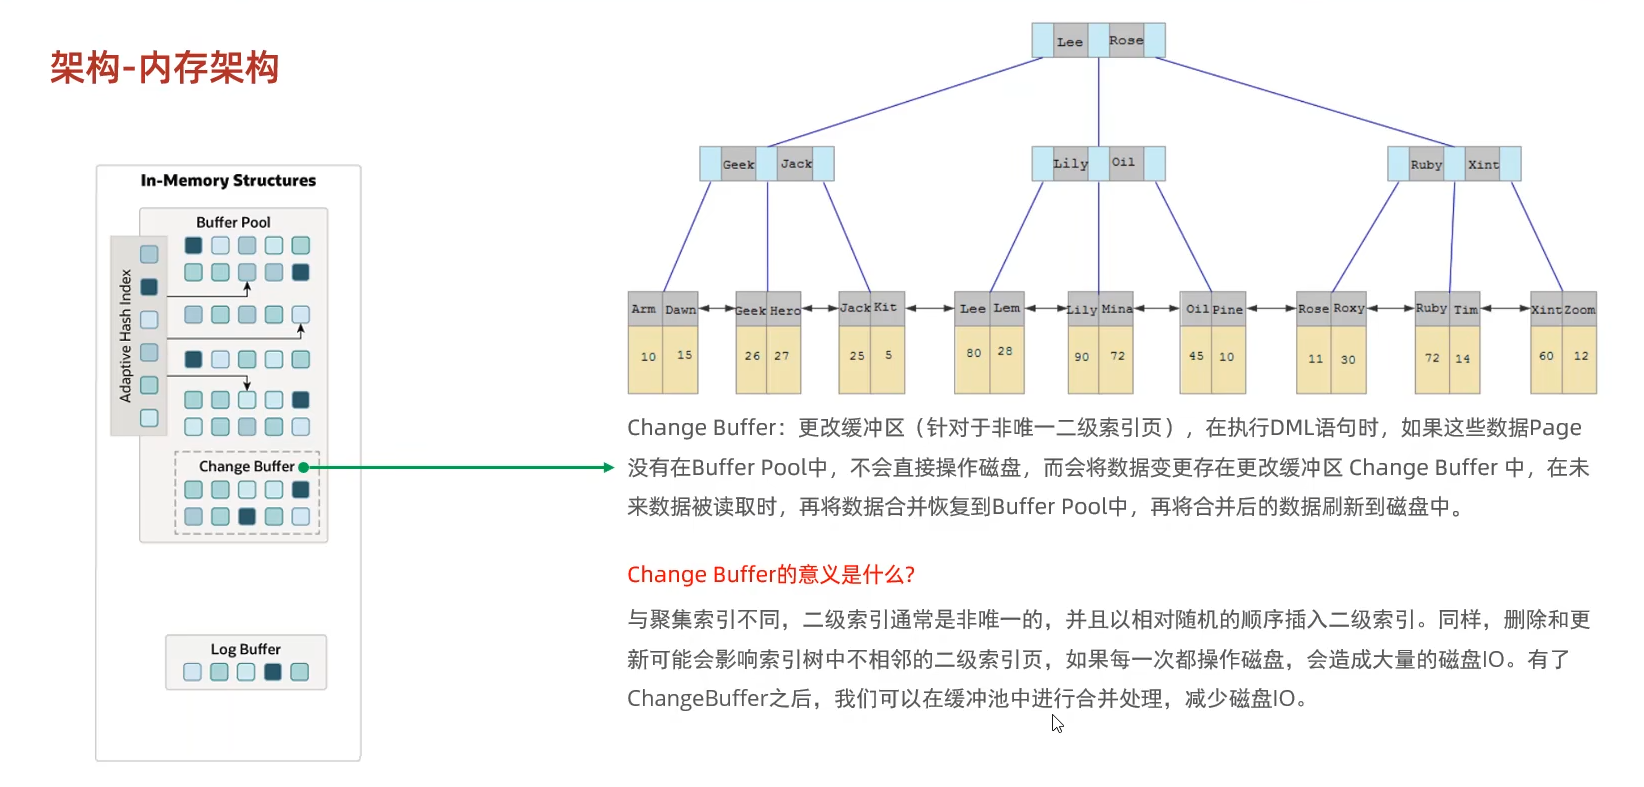 架构-内存架构
In-Memory Structures
Buffer Pool
Adaptive Hash Index
Change Buffer
Log Buffer
Lee Rose
Geek Jack
Lily Oil
Ruby Xint
Arm Dawn Geek Hero Jack Kit Lee Lem Lily Mina Oil Pine Rose Roxy Ruby Tim Xint Zoom
10 15 26 27 25 5 80 28 90 72 45 10 11 30 72 14 60 12
Change Buffer：更改缓冲区（针对于非唯一二级索引页），在执行DML语句时，如果这些数据Page
没有在Buffer Pool中，不会直接操作磁盘，而会将数据变更存在更改缓冲区 Change Buffer 中，在未
来数据被读取时，再将数据合并恢复到Buffer Pool中，再将合并后的数据刷新到磁盘中。
Change Buffer的意义是什么?
与聚集索引不同，二级索引通常是非唯一的，并且以相对随机的顺序插入二级索引。同样，删除和更
新可能会影响索引树中不相邻的二级索引页，如果每一次都操作磁盘，会造成大量的磁盘IO。有了
ChangeBuffer之后，我们可以在缓冲池中进行合并处理，减少磁盘IO。